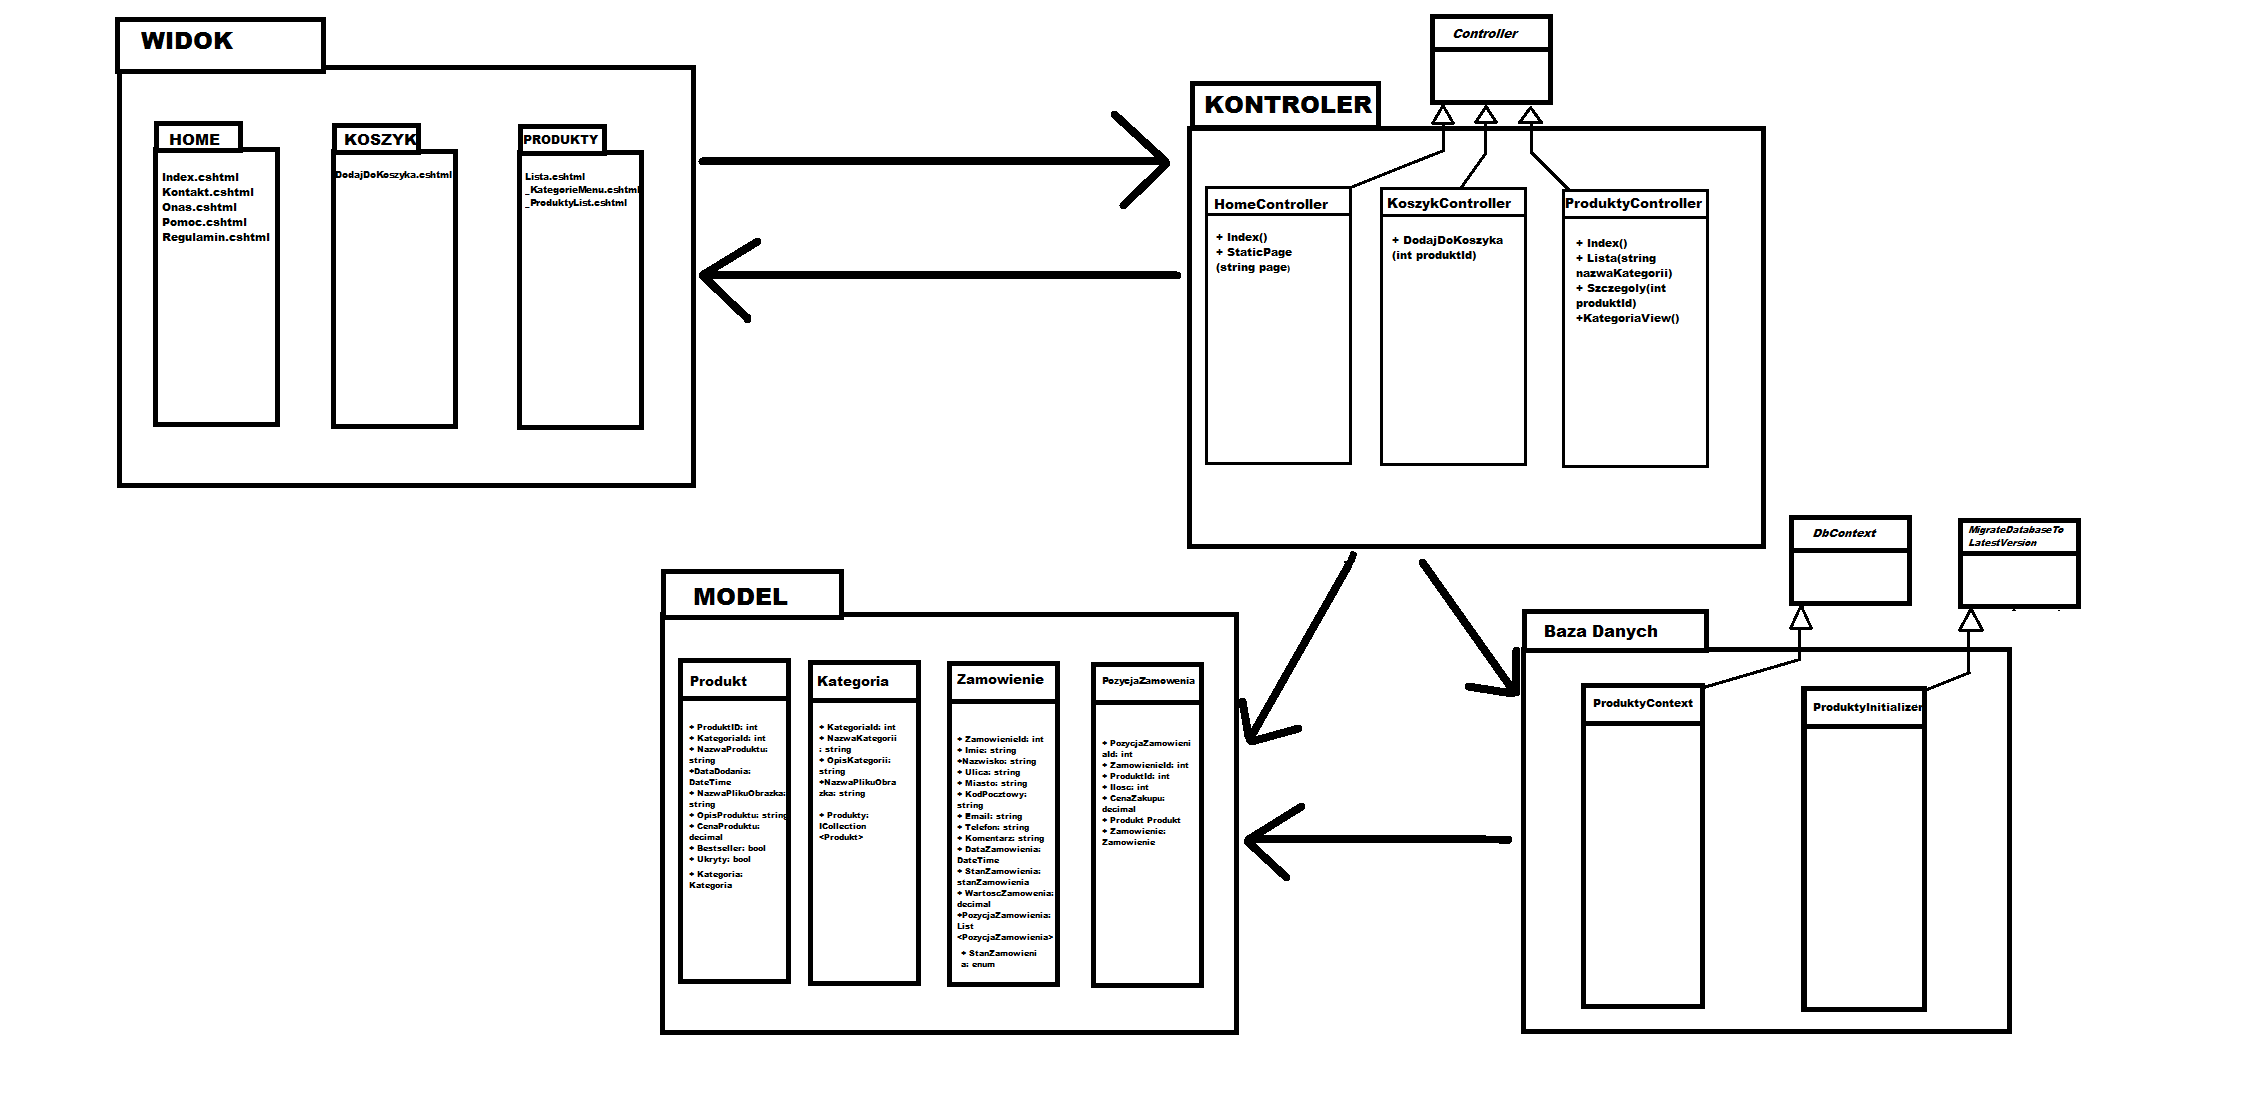 WIDOK
HOME
Index.cshtml
Kontakt.cshtml
Onas.cshtml
Pomoc.cshtml
Regulamin.cshtml
KOSZYK
DodajDoKoszyka.cshtml
PRODUKTY
Lista.cshtml
_KategorieMenu.cshtml
_ProduktyList.cshtml
Controller
KONTROLER
HomeController
+ Index()
+ StaticPage
(string page)
KoszykController
+ DodajDoKoszyka
(int produktId)
ProduktyController
+ Index()
+ Lista(string
nazwaKategorii)
+ Szczegoly(int
produktId)
+KategoriaView()
MODEL
Produkt
+ ProduktID: int
+ KategoriaId: int
+ NazwaProduktu:
string
+DataDodania:
DateTime
+ NazwaPlikuObrazka:
string
+ OpisProduktu: string
+ CenaProduktu:
decimal
+ Bestseller: bool
+ Ukryty: bool
+ Kategoria:
Kategoria
Kategoria
+ KategoriaId: int
+ NazwaKategorii
: string
+ OpisKategorii:
string
+NazwaPlikuObra
zka: string
+ Produkty:
ICollection
<Produkt>
Zamowienie
+ ZamowienieId: int
+ Imie: string
+Nazwisko: string
+ Ulica: string
+ Miasto: string
+ KodPocztowy:
string
+ Email: string
+ Telefon: string
+ Komentarz: string
+ DataZamowienia:
DateTime
+ StanZamowienia:
stanZamowienia
+ WartoscZamowenia:
decimal
+PozycjaZamowienia:
List
<PozycjaZamowienia>
+ StanZamowieni
a: enum
PozycjaZamowenia
+ PozycjaZamowieni
aId: int
+ ZamowienieId: int
+ ProduktId: int
+ Ilosc: int
+ CenaZakupu:
decimal
+ Produkt Produkt
+ Zamowienie:
Zamowienie
DbContext
MigrateDatabaseTo
LatestVersion
Baza Danych
ProduktyContext
ProduktyInitializer